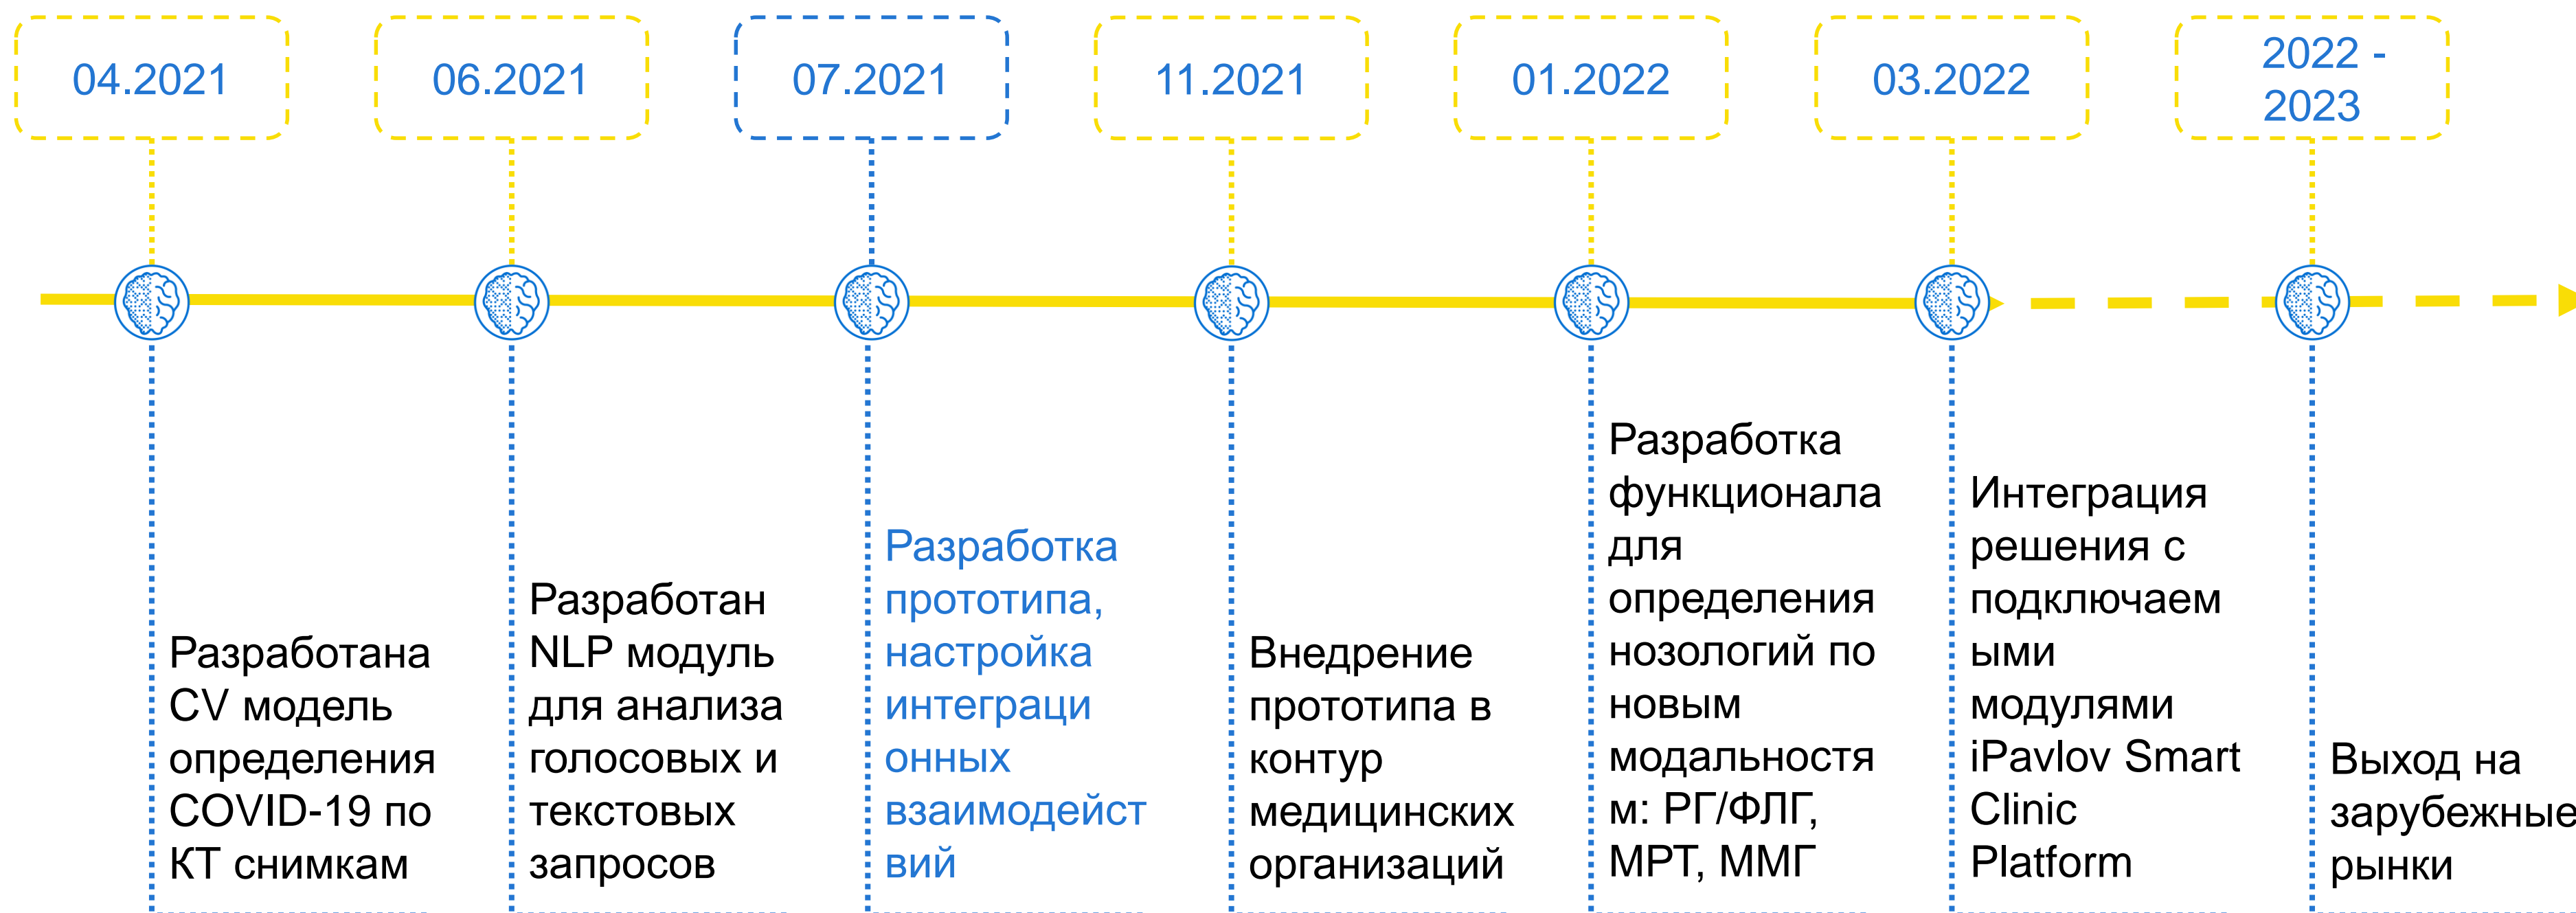 04.2021
06.2021
07.2021
11.2021
01.2022
03.2022
2022 -
2023
Разработана
CV модель
определения
COVID-19 по
КТ снимкам
Разработан
NLP модуль
для анализа
голосовых и
текстовых
запросов
Разработка
прототипа,
настройка
интеграци
онных
взаимодейст
вий
Внедрение
прототипа в
контур
медицинских
организаций
Разработка
функционала
для
определения
нозологий по
новым
модальностя
м: РГ/ФЛГ,
МРТ, ММГ
Интеграция
решения с
подключаем
ыми
модулями
iPavlov Smart
Clinic
Platform
Выход на
зарубежные
рынки